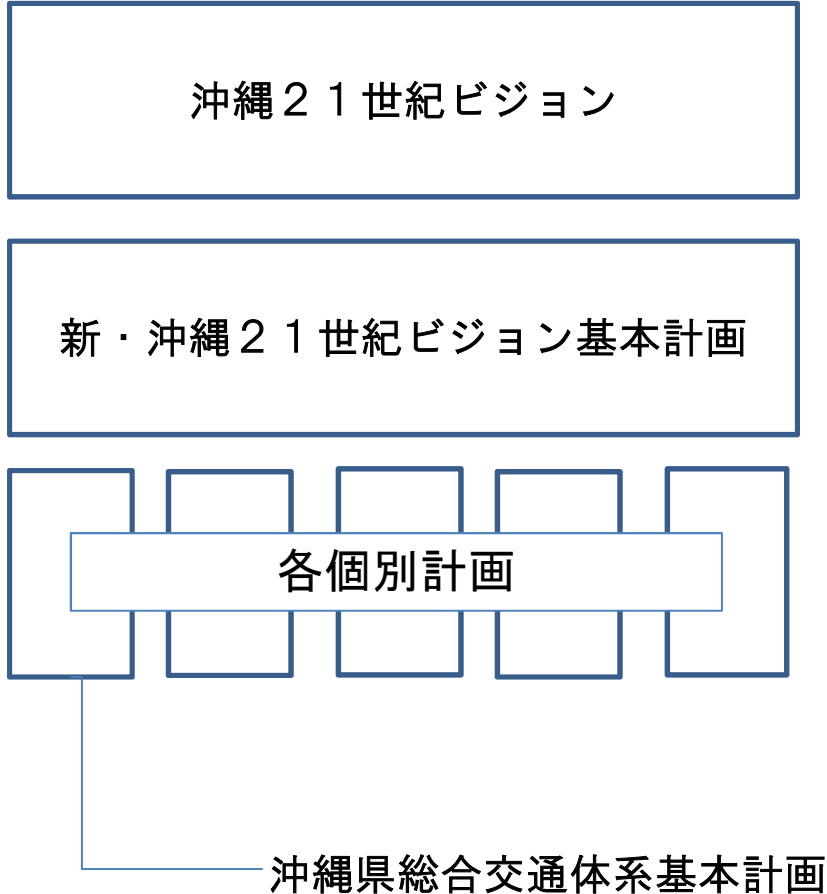 沖縄２１世紀ビジョン
新・沖縄２１世紀ビジョン基本計画
各個別計画
沖縄県総合交通体系基本計画